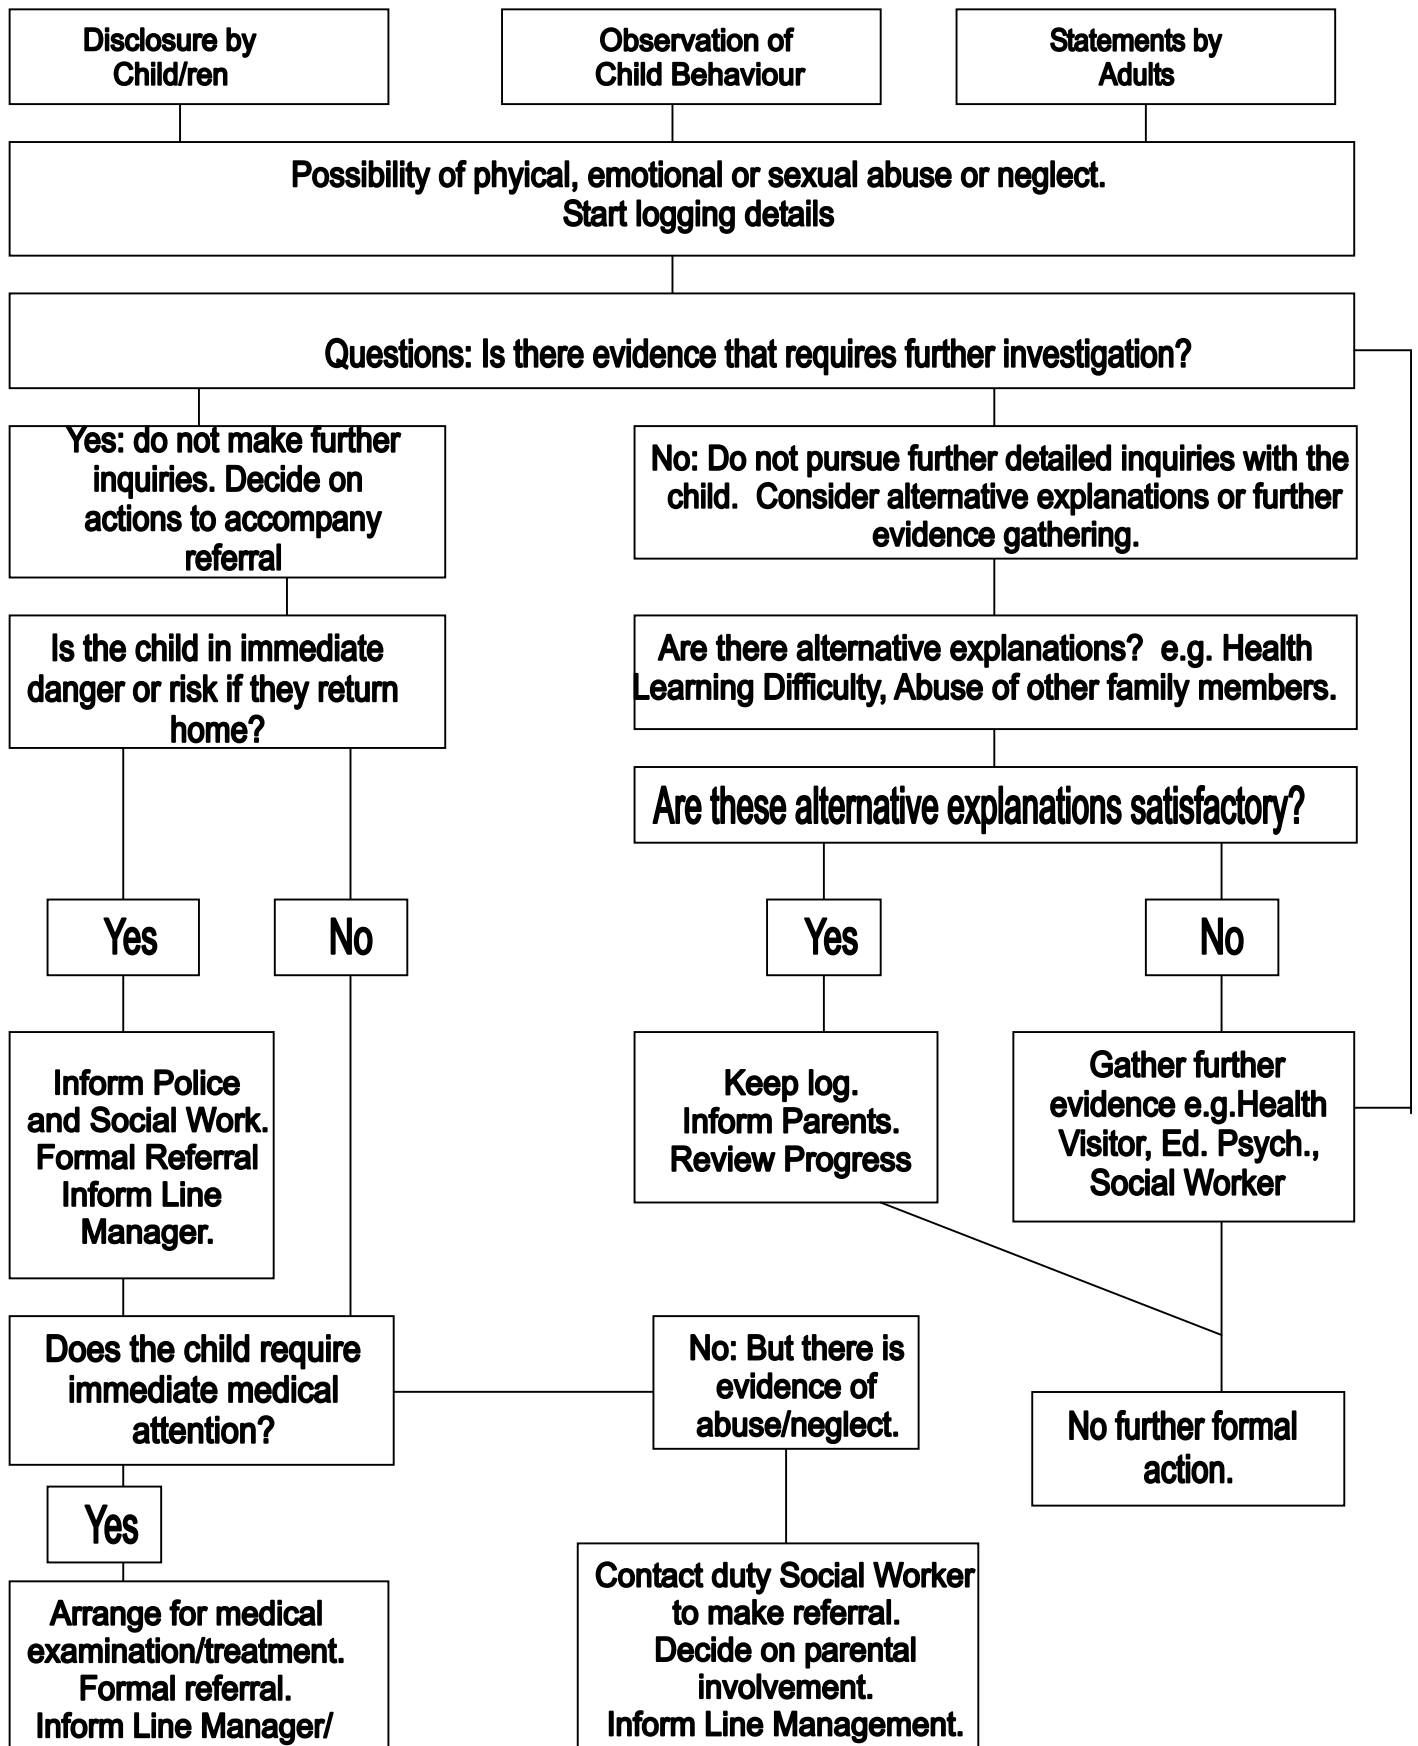 Disclosure by
Child/ren
Observation of
Child Behaviour
Statements by
Adults
Possibility of phyical, emotional or sexual abuse or neglect.
Start logging details
Questions: Is there evidence that requires further investigation?
Yes: do not make further
inquiries. Decide on
actions to accompany
referral
No: Do not pursue further detailed inquiries with the
child.  Consider alternative explanations or further
evidence gathering.
Is the child in immediate
danger or risk if they return
home?
Are there alternative explanations?  e.g. Health
Learning Difficulty, Abuse of other family members.
Are these alternative explanations satisfactory?
Yes
No
Yes
No
Inform Police
and Social Work.
Formal Referral
Inform Line
Manager.
Keep log.
Inform Parents.
Review Progress
Gather further
evidence e.g.Health
Visitor, Ed. Psych.,
Social Worker
Does the child require
immediate medical
attention?
No: But there is
evidence of
abuse/neglect.
No further formal
action.
Yes
Arrange for medical
examination/treatment.
Formal referral.
Inform Line Manager/
Contact duty Social Worker
to make referral.
Decide on parental
involvement.
Inform Line Management.